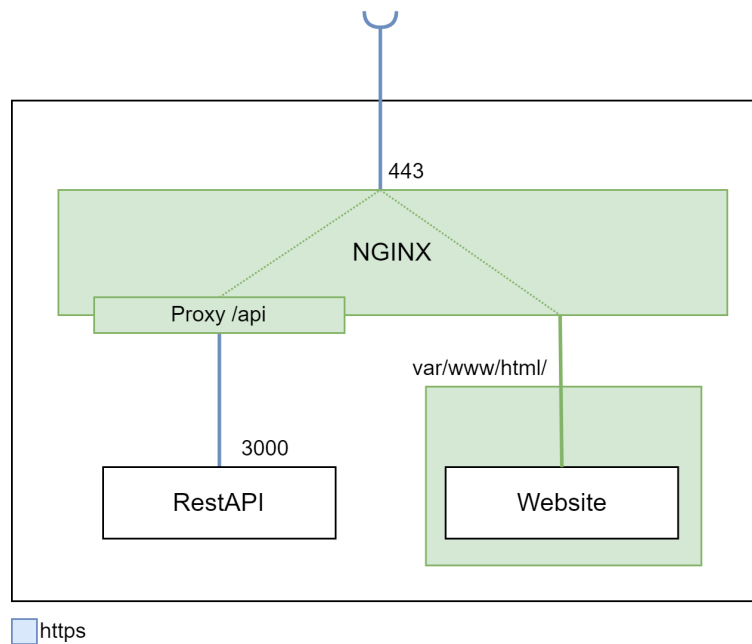 443
NGINX
Proxy /api
var/www/html/
3000
RestAPI
Website
https